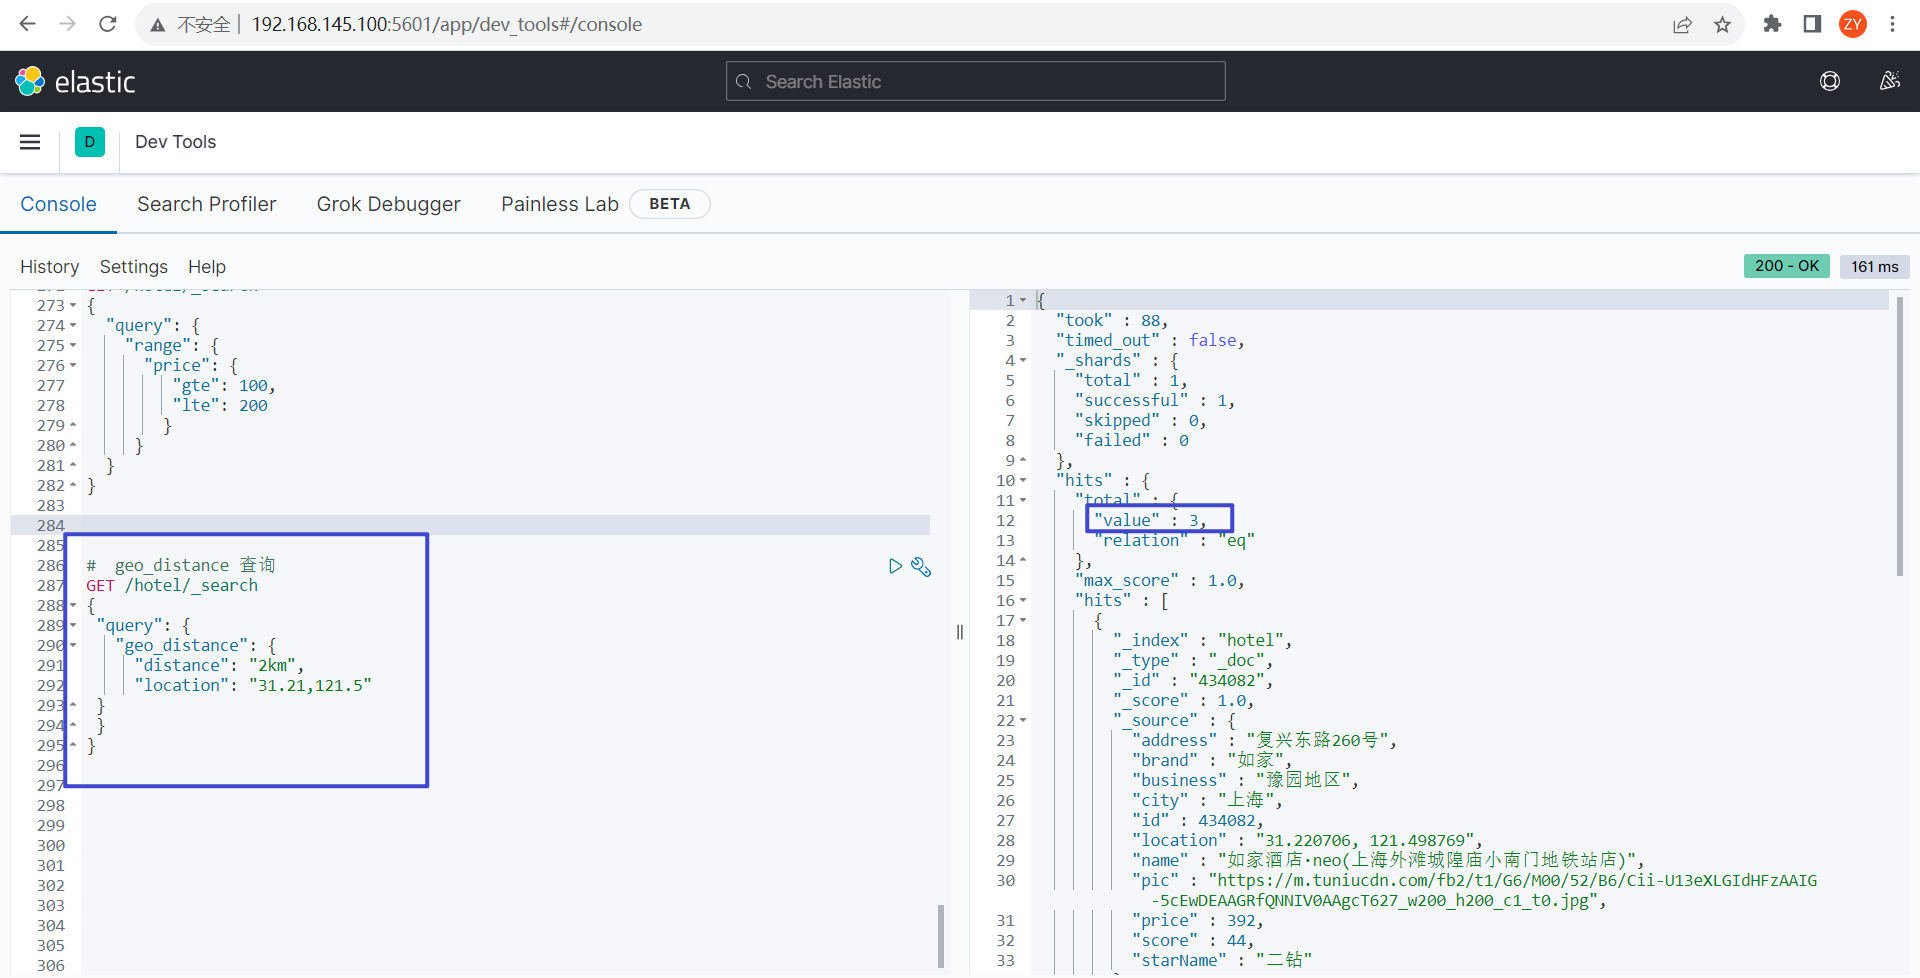 不安全 192.168.145.100:5601/app/dev_tools#/console
ZY
elastic
Search Elastic
D Dev Tools
Console Search Profiler Grok Debugger Painless Lab BETA
History Settings Help
200 - OK 161 ms
273 {
274 "query": {
275 "range": {
276 "price": {
277 "gte": 100,
278 "lte": 200
279 }
280 }
281 }
282 }
283
284
285
286 # geo_distance 查询
287 GET /hotel/_search
288 {
289 "query": {
290 "geo_distance": {
291 "distance": "2km",
292 "location": "31.21,121.5"
293 }
294 }
295 }
296
297
298
299
300
301
302
303
304
305
306
1 {
2 "took" : 88,
3 "timed_out" : false,
4 "_shards" : {
5 "total" : 1,
6 "successful" : 1,
7 "skipped" : 0,
8 "failed" : 0
9 },
10 "hits" : {
11 "total" : {
12 "value" : 3,
13 "relation" : "eq"
14 },
15 "max_score" : 1.0,
16 "hits" : [
17 {
18 "_index" : "hotel",
19 "_type" : "_doc",
20 "_id" : "434082",
21 "_score" : 1.0,
22 "_source" : {
23 "address" : "复兴东路260号",
24 "brand" : "如家",
25 "business" : "豫园地区",
26 "city" : "上海",
27 "id" : 434082,
28 "location" : "31.220706, 121.498769",
29 "name" : "如家酒店·neo(上海外滩城隍庙小南门地铁站店)",
30 "pic" : "https://m.tuniucdn.com/fb2/t1/G6/M00/52/B6/Cii-U13eXLGIdHFzAAIG
-5cEwDEAAGRfQNNIV0AAgcT627_w200_h200_c1_t0.jpg",
31 "price" : 392,
32 "score" : 44,
33 "starName" : "二钻"